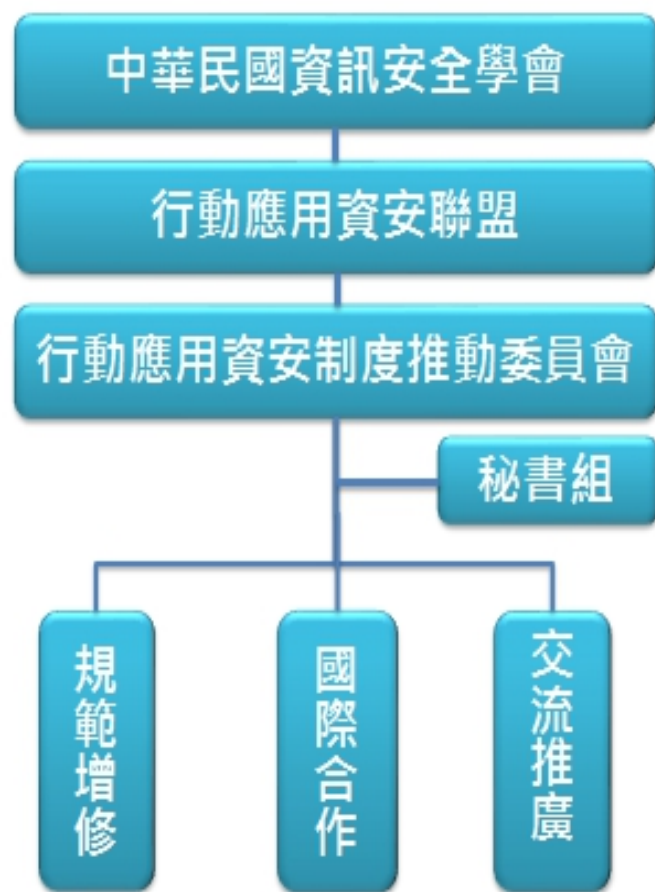 中華民國資訊安全學會
行動應用資安聯盟
行動應用資安制度推動委員會
秘書組
規範增修
國際合作
交流推廣